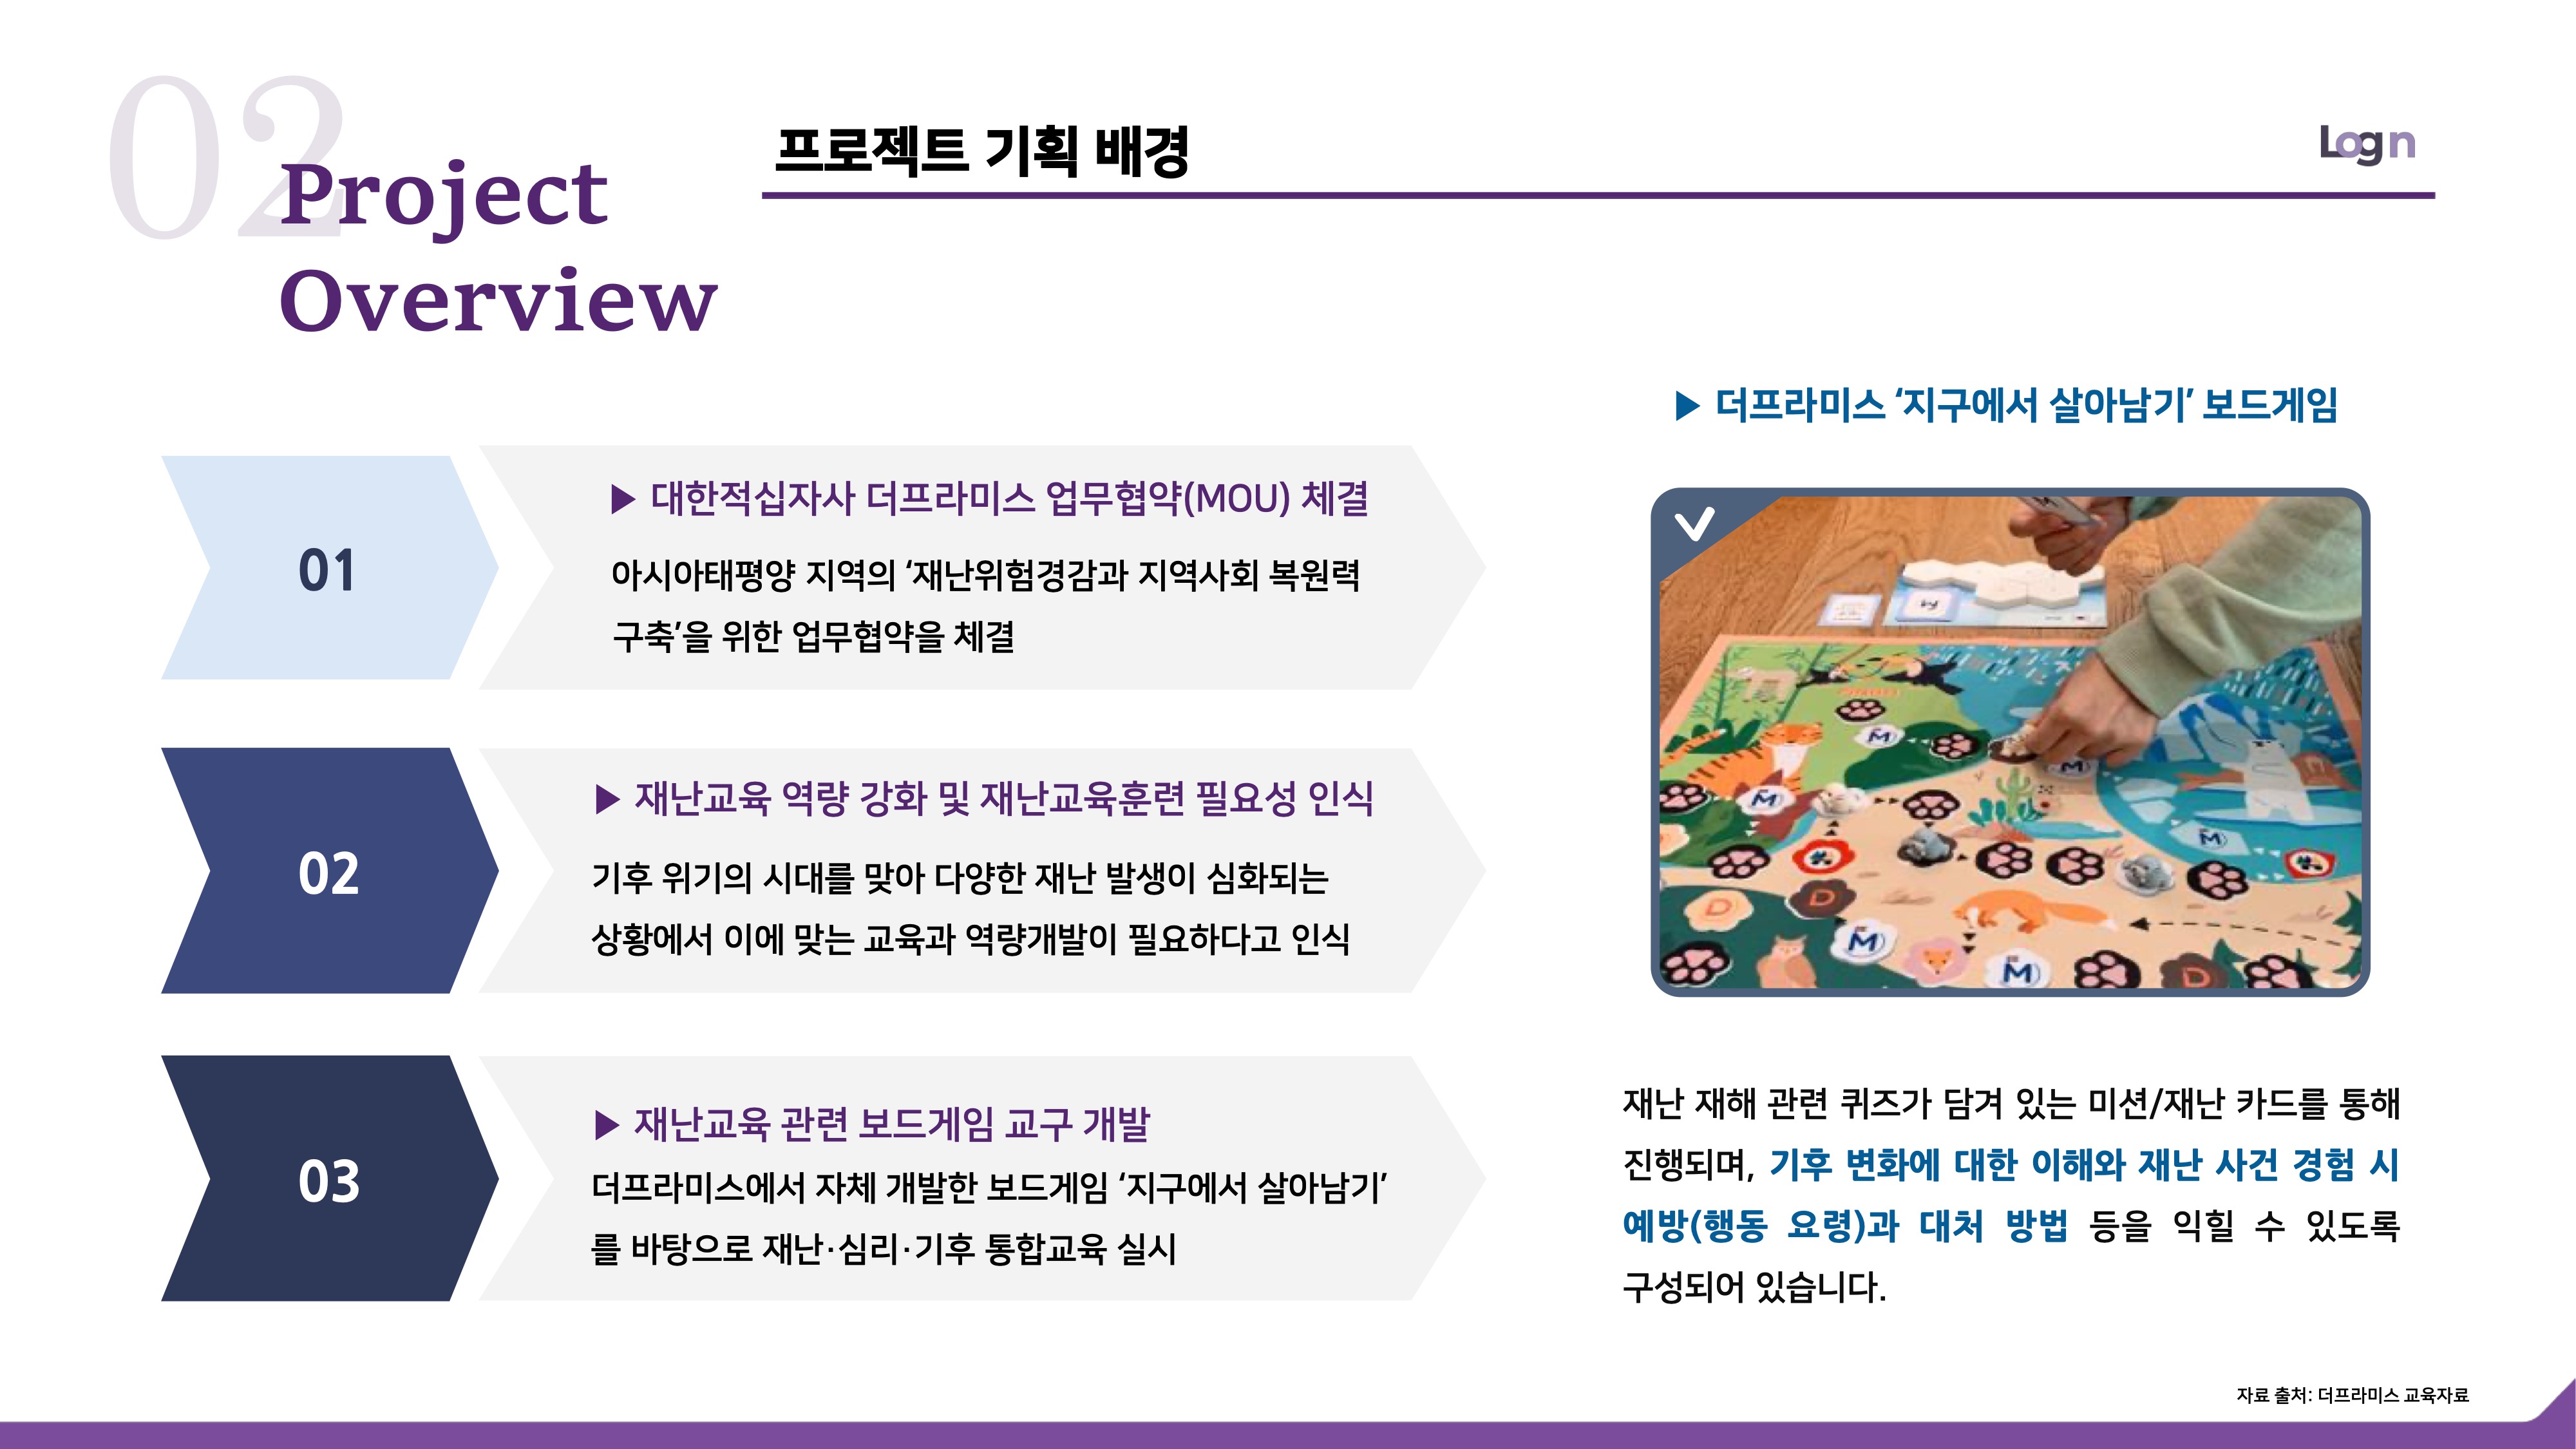 02
Project
Overview
프로젝트 기획 배경
Logn
01
▶ 대한적십자사 더프라미스 업무협약(MOU) 체결
아시아태평양 지역의 ‘재난위험경감과 지역사회 복원력
구축’을 위한 업무협약을 체결
02
▶ 재난교육 역량 강화 및 재난교육훈련 필요성 인식
기후 위기의 시대를 맞아 다양한 재난 발생이 심화되는
상황에서 이에 맞는 교육과 역량개발이 필요하다고 인식
03
▶ 재난교육 관련 보드게임 교구 개발
더프라미스에서 자체 개발한 보드게임 ‘지구에서 살아남기’
를 바탕으로 재난·심리·기후 통합교육 실시
▶ 더프라미스 ‘지구에서 살아남기’ 보드게임
M
M
M
M
E
D
D
M
M
D
재난 재해 관련 퀴즈가 담겨 있는 미션/재난 카드를 통해
진행되며, 기후 변화에 대한 이해와 재난 사건 경험 시
예방(행동 요령)과 대처 방법 등을 익힐 수 있도록
구성되어 있습니다.
자료 출처: 더프라미스 교육자료